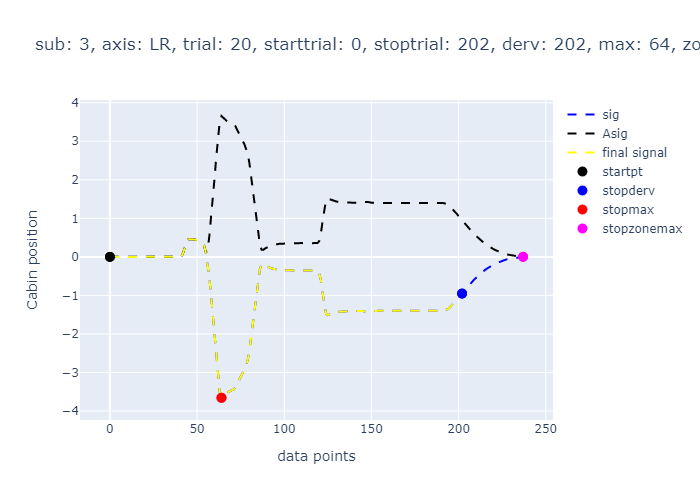 sub: 3, axis: LR, trial: 20, starttrial: 0, stoptrial: 202, derv: 202, max: 64, zo
4
3
2
1
0
−1
−2
−3
−4
Cabin position
0
50
100
150
200
250
data points
sig
Asig
final signal
startpt
stopderv
stopmax
stopzonemax